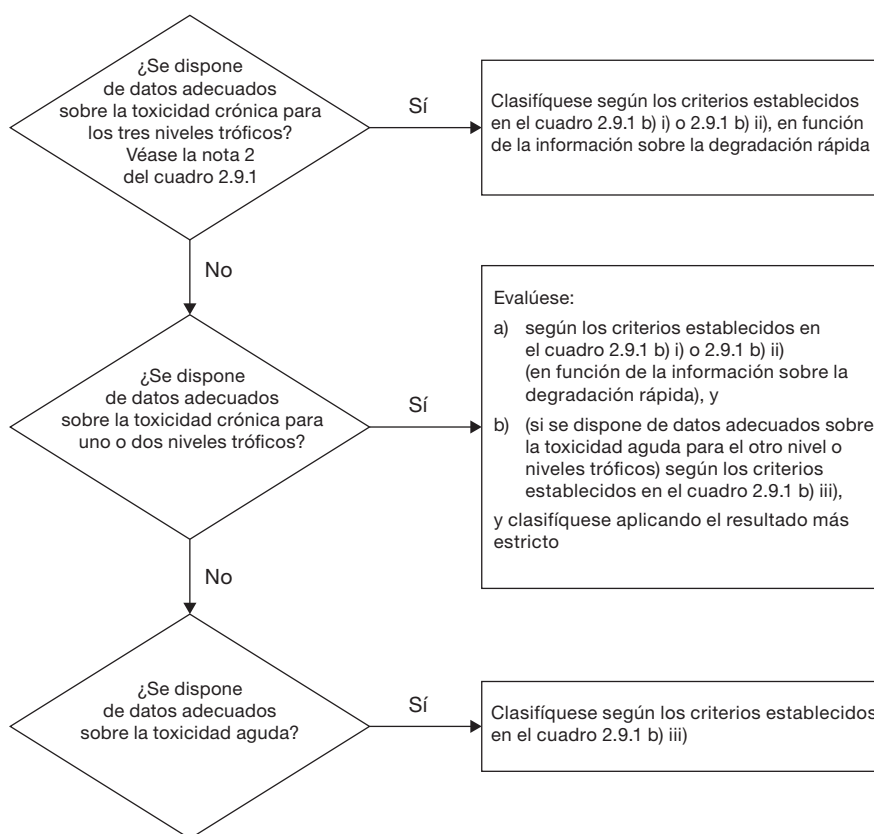 ¿Se dispone
de datos adecuados
sobre la toxicidad crónica para
los tres niveles tróficos?
Véase la nota 2
del cuadro 2.9.1
Sí
Clasifíquese según los criterios establecidos
en el cuadro 2.9.1 b) i) o 2.9.1 b) ii), en función
de la información sobre la degradación rápida
No
¿Se dispone
de datos adecuados
sobre la toxicidad crónica para
uno o dos niveles tróficos?
Sí
Evalúese:
a) según los criterios establecidos en
el cuadro 2.9.1 b) i) o 2.9.1 b) ii)
(en función de la información sobre la
degradación rápida), y
b) (si se dispone de datos adecuados sobre
la toxicidad aguda para el otro nivel o
niveles tróficos) según los criterios
establecidos en el cuadro 2.9.1 b) iii),
y clasifíquese aplicando el resultado más
estricto
No
¿Se dispone
de datos adecuados
sobre la toxicidad aguda?
Sí
Clasifíquese según los criterios establecidos
en el cuadro 2.9.1 b) iii)